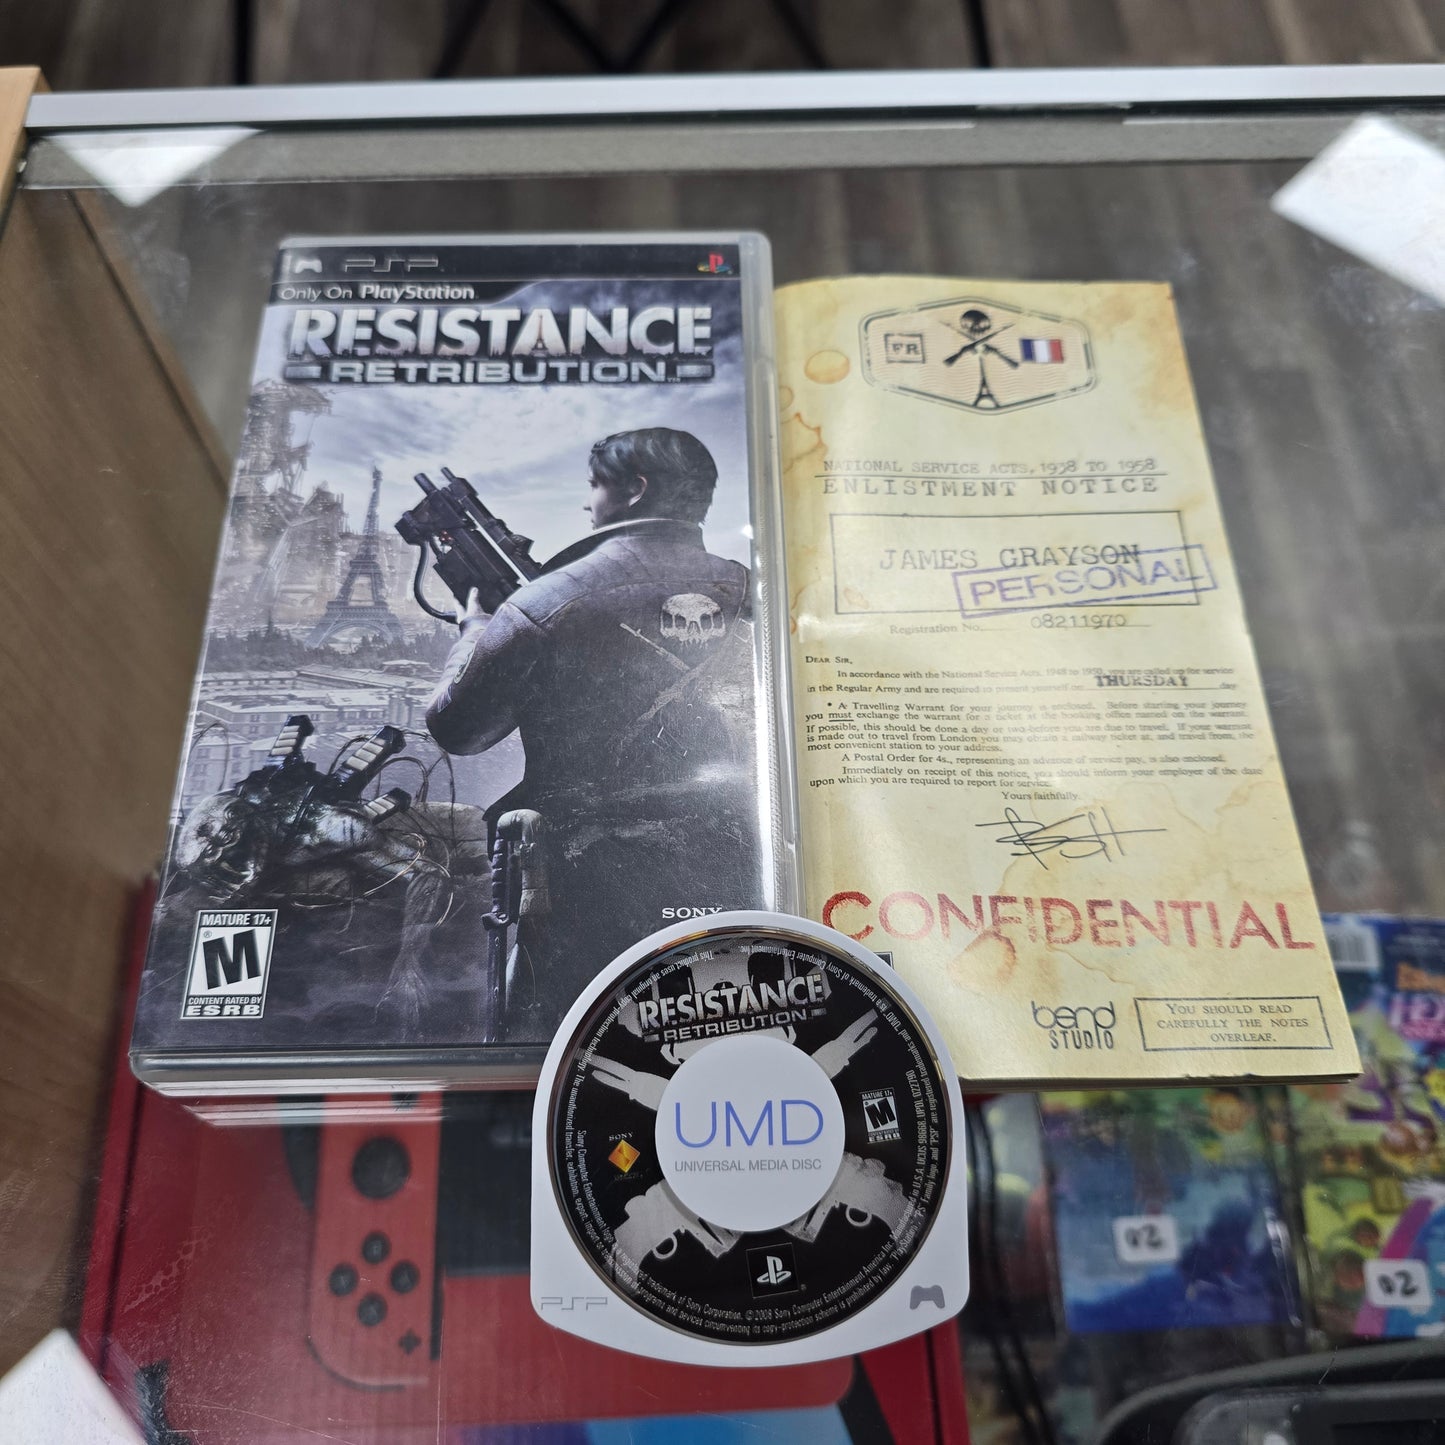 PSP
Only On PlayStation
RESISTANCE
RETRIBUTION™
MATURE 17+
M
®
CONTENT RATED BY
ESRB
SONY
FR
NATIONAL SERVICE ACTS, 1938 TO 1958
ENLISTMENT NOTICE
JAMES GRAYSON
PERSONAL
Registration No. 08211970
DEAR SIR,
In accordance with the National Service Acts, 1948 to 1950, you are called up for service
in the Regular Army and are required to present yourself on THURSDAY day
* A Travelling Warrant for your journey is enclosed. Before starting your journey
you must exchange the warrant for a ticket at the booking office named on the warrant.
If possible, this should be done a day or two before you are due to travel. If your warrant
is made out to travel from London you may obtain a railway ticket at, and travel from, the
most convenient station to your address.
A Postal Order for 4s., representing an advance of service pay, is also enclosed.
Immediately on receipt of this notice, you should inform your employer of the date
upon which you are required to report for service.
Yours faithfully.
CONFIDENTIAL
bend
STUDIO
YOU SHOULD READ
CAREFULLY THE NOTES
OVERLEAF.
RESISTANCE
RETRIBUTION
UMD
UNIVERSAL MEDIA DISC
SONY
MATURE 17+
M
ESRB
PSP
02
02